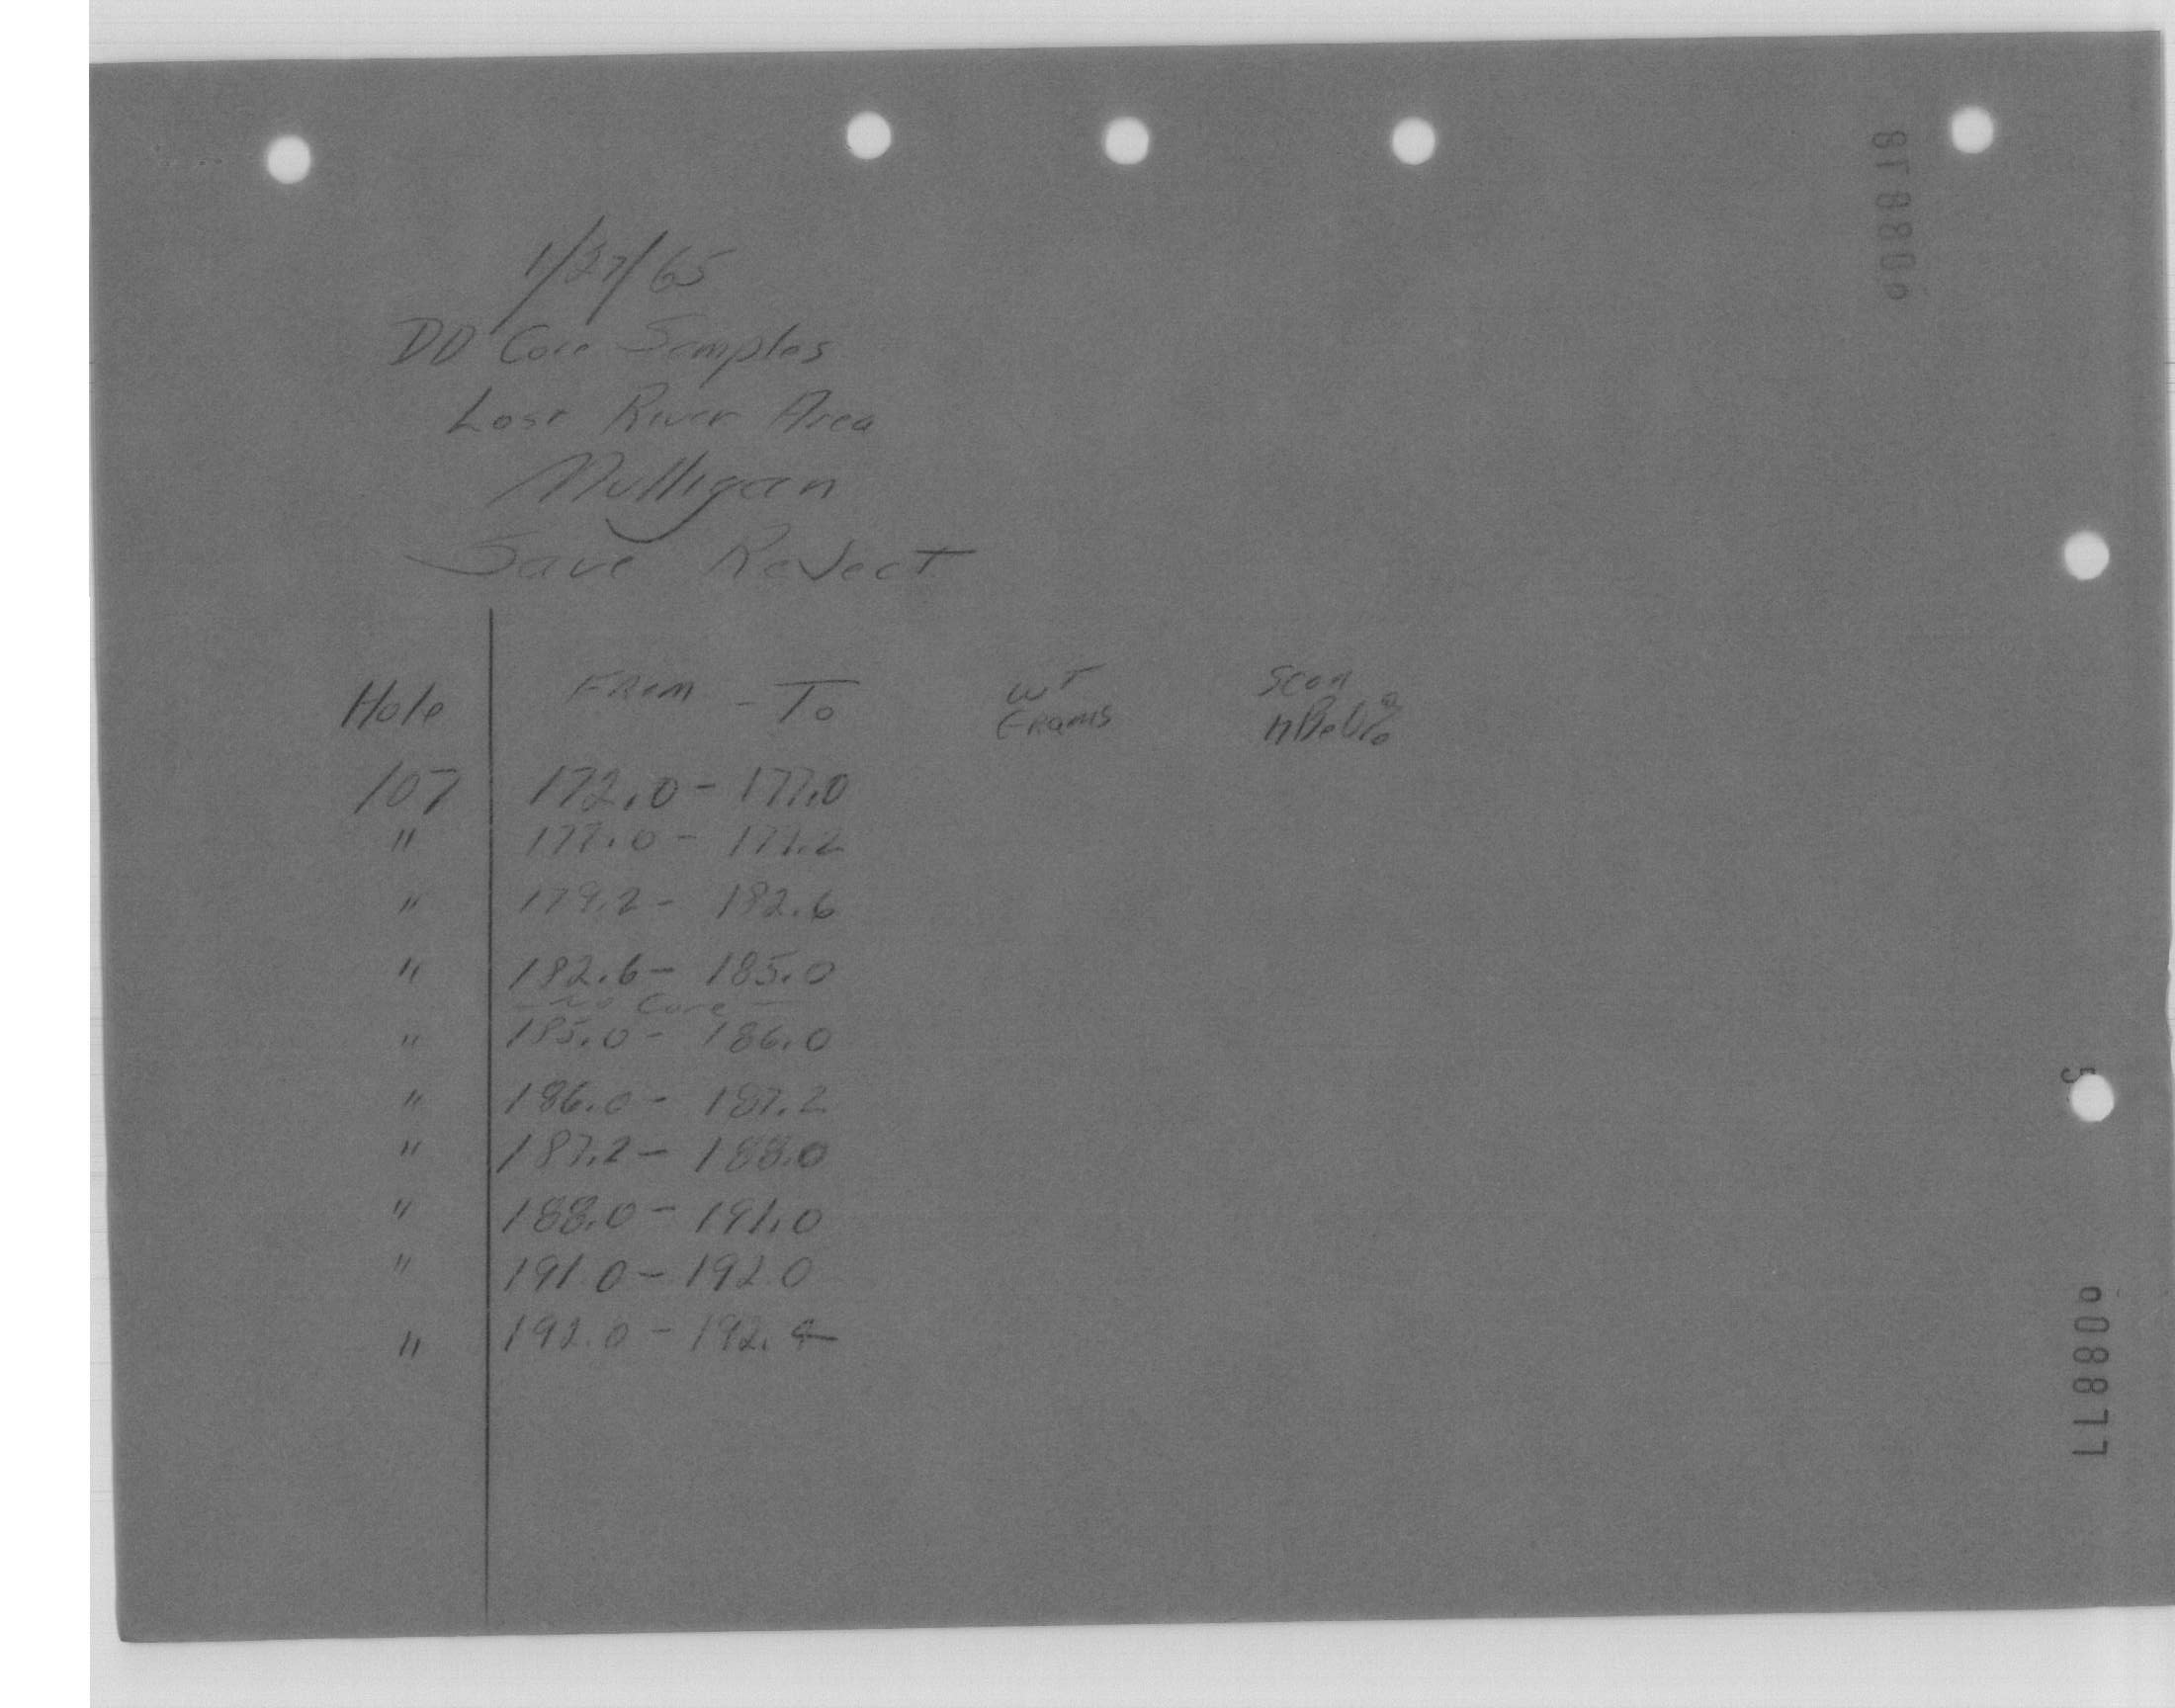 1/27/65
DD Core Samples
Lost River Area
Mulligan
Save Reject
Hole From - To WT Grams Scan nBeO%
107 172.0 - 177.0
" 177.0 - 179.2
" 179.2 - 182.6
" 182.6 - 185.0
No Core
" 185.0 - 186.0
" 186.0 - 187.2
" 187.2 - 188.0
" 188.0 - 191.0
" 191.0 - 192.0
" 192.0 - 192.4
5